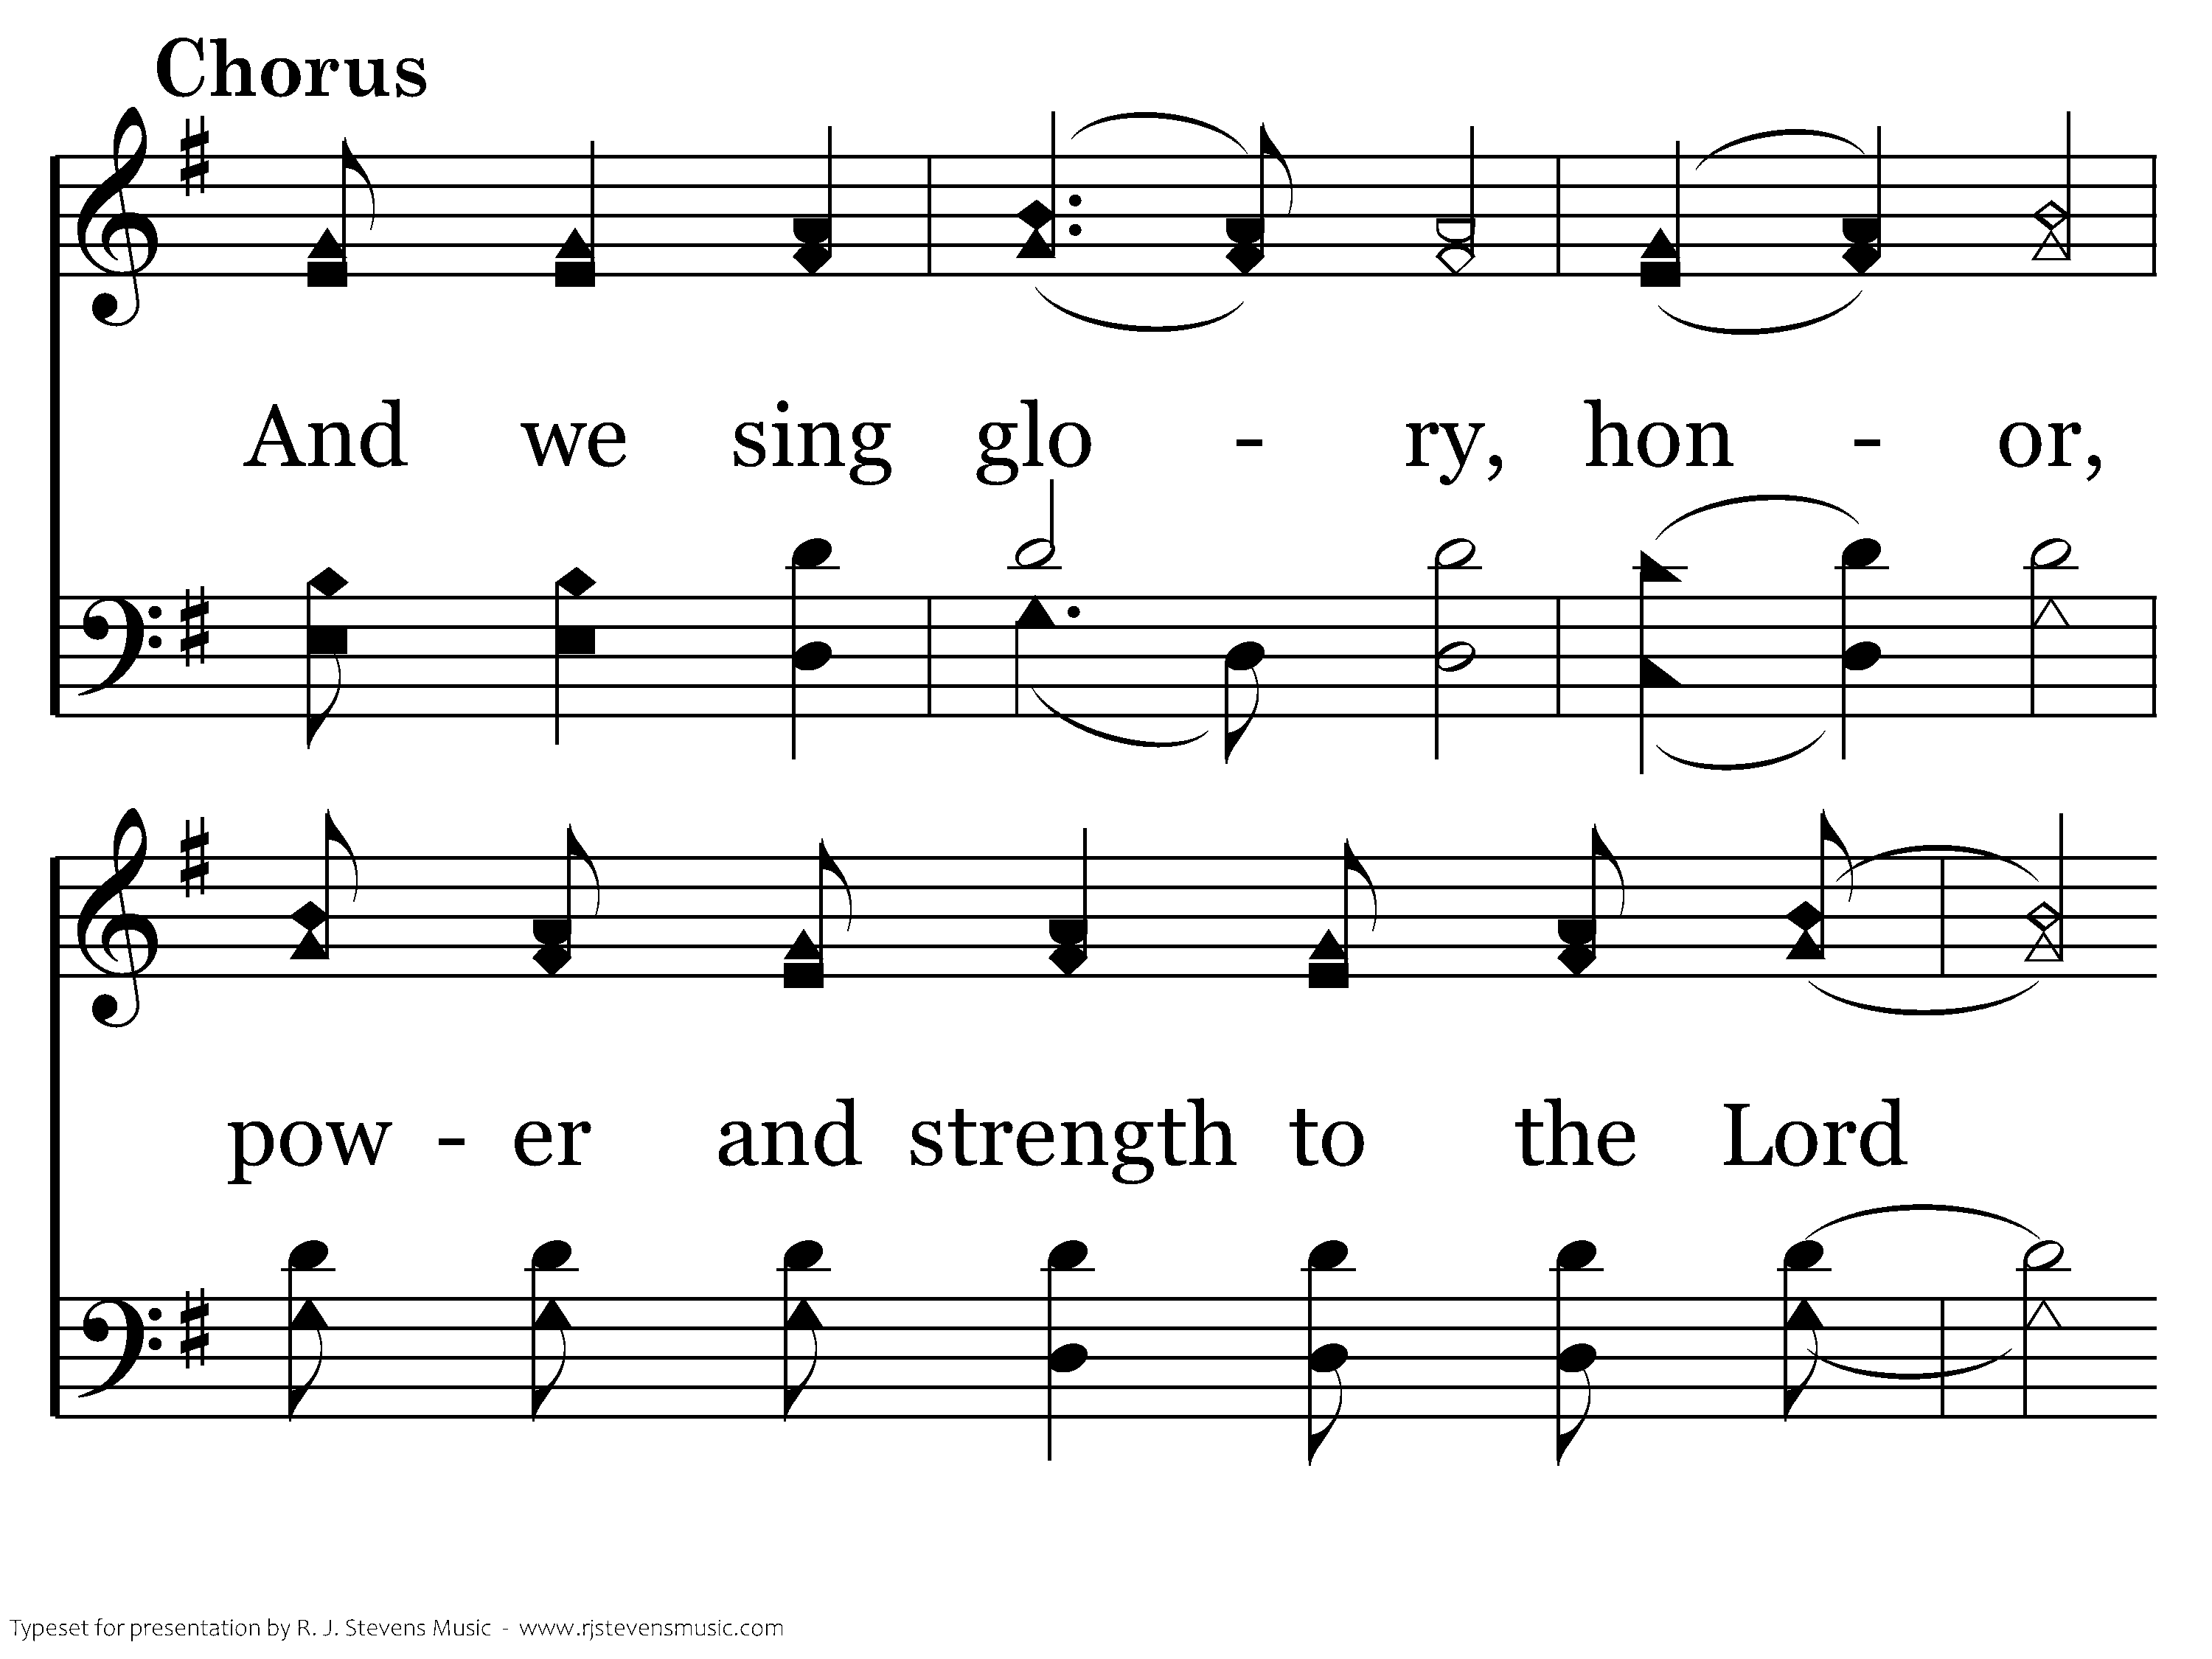 Chorus
And we sing glo - ry, hon - or,
pow - er and strength to the Lord
Typeset for presentation by R. J. Stevens Music - www.rjstevensmusic.com